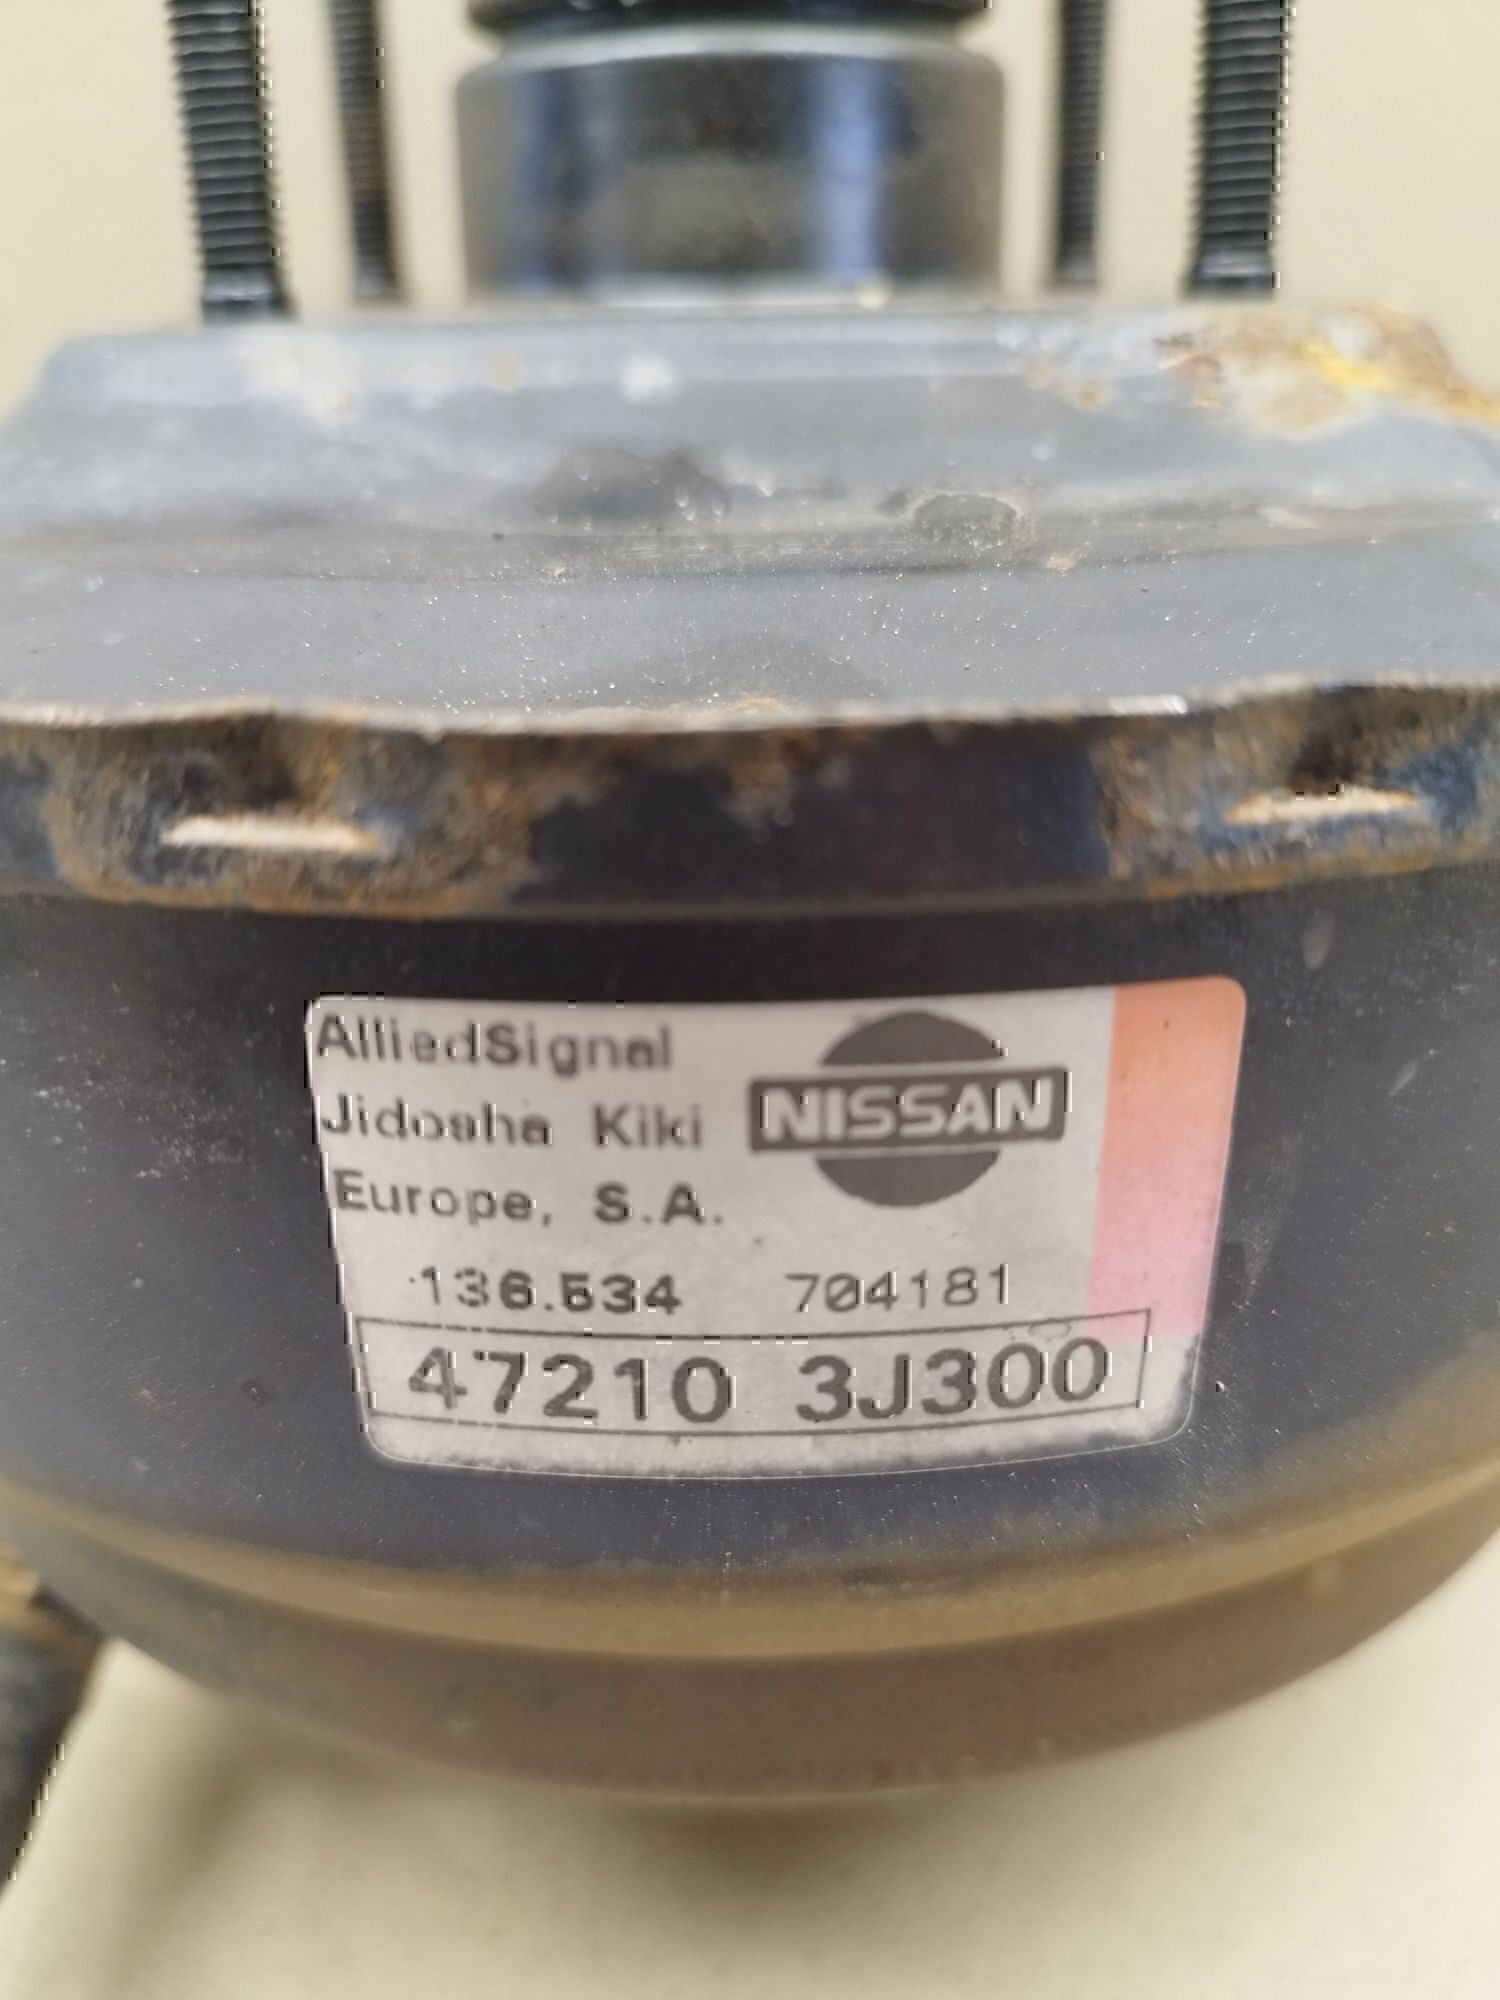 AlliedSignal
Jidosha Kiki
Europe, S.A.
NISSAN
136.534 704181
47210 3J300